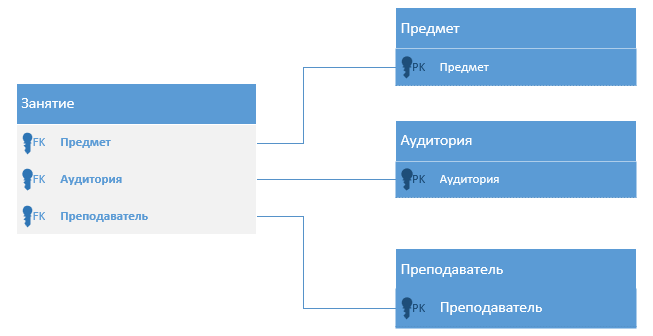 Занятие
FK Предмет
FK Аудитория
FK Преподаватель
Предмет
PK Предмет
Аудитория
PK Аудитория
Преподаватель
PK Преподаватель